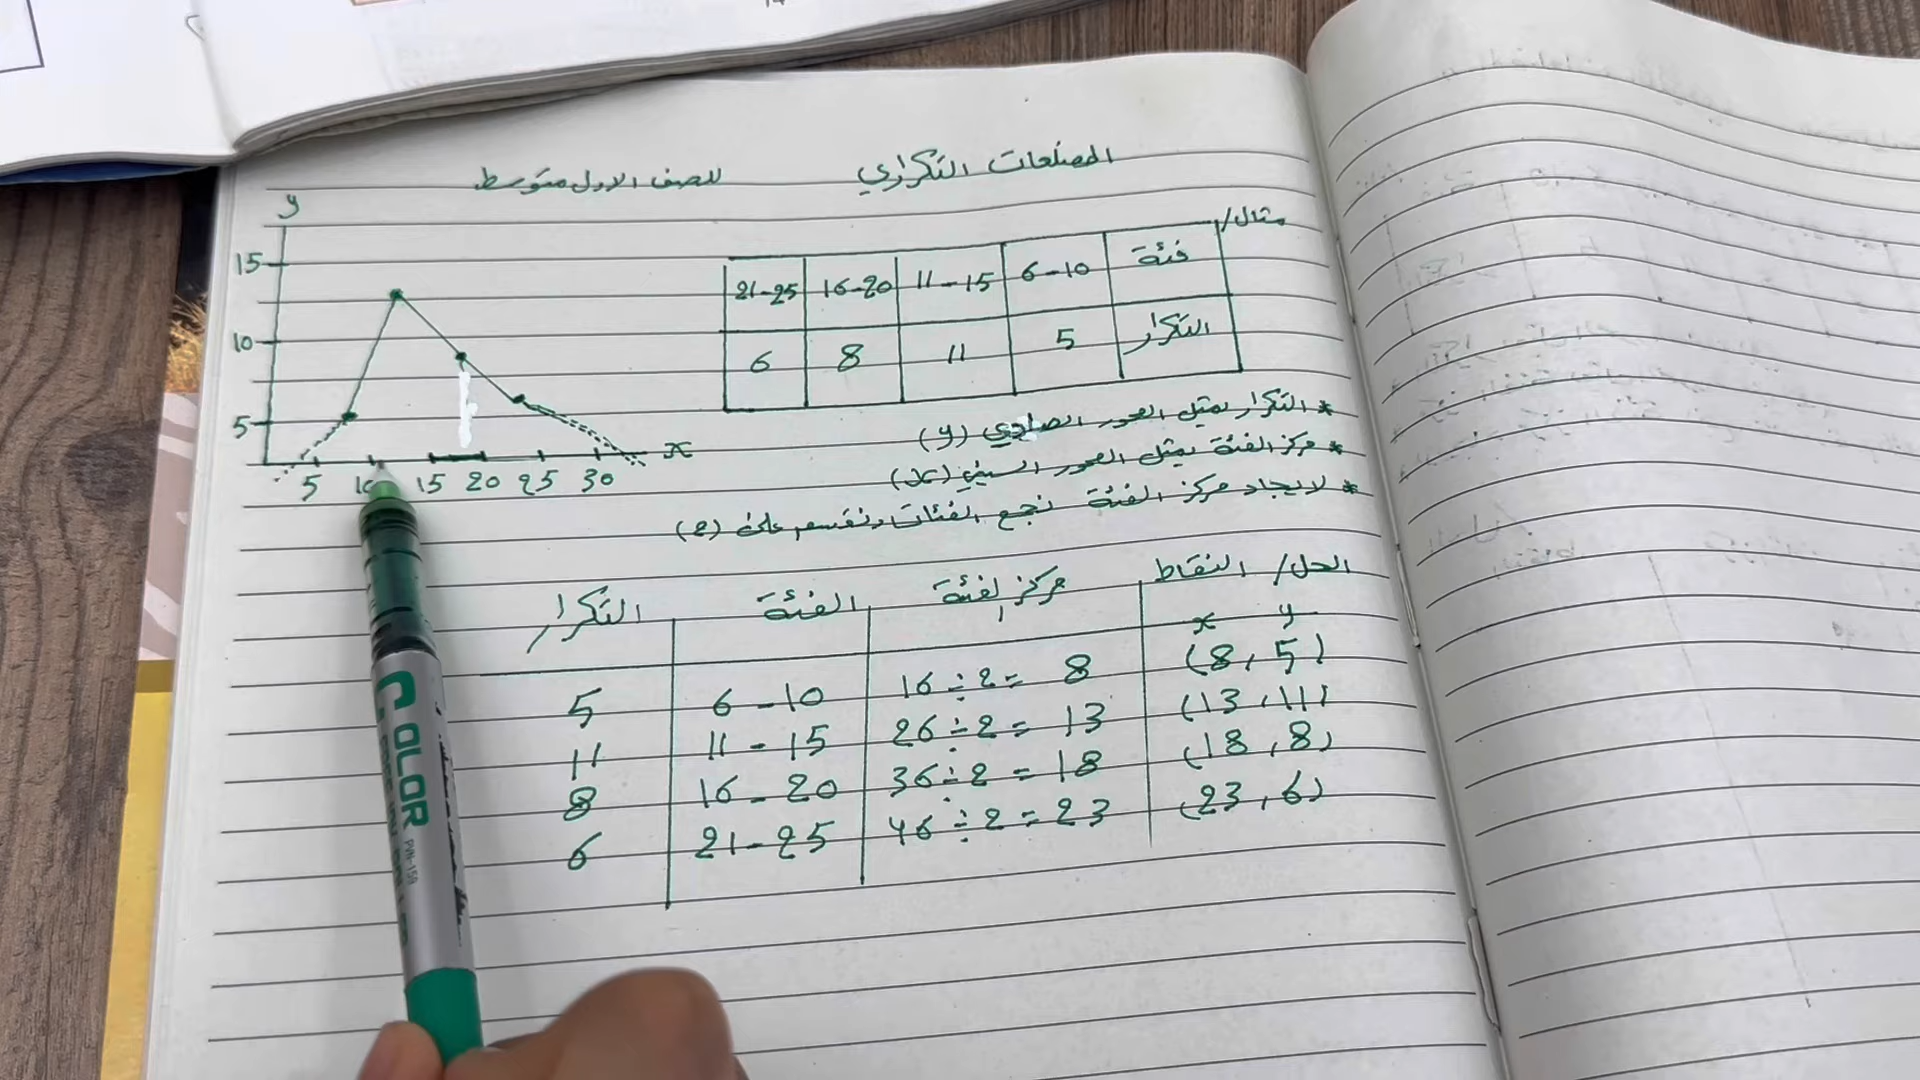 المضلعات التكراري للصف الاول متوسط
مثال/
فئة 6-10 11-15 16-20 21-25
التكرار 5 11 8 6
y
15
10
5
x
5 10 15 20 25 30
* التكرار يمثل المحور الصادي (y)
* مركز الفئة يمثل المحور السيني (x)
* لايجاد مركز الفئة نجمع الفئات ونقسم على (2)
الحل/ النقاط مركز الفئة الفئة التكرار
x y
(8, 5) 16÷2= 8 6-10 5
(13, 11) 26÷2= 13 11-15 11
(18, 8) 36÷2= 18 16-20 8
(23, 6) 46÷2= 23 21-25 6
COLOR
PVN-159